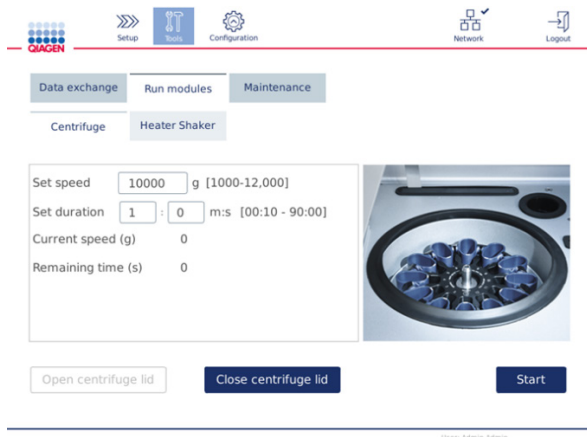 QIAGEN
Setup
Tools
Configuration
Network
Logout
Data exchange
Run modules
Maintenance
Centrifuge
Heater Shaker
Set speed 10000 g [1000-12,000]
Set duration 1 : 0 m:s [00:10 - 90:00]
Current speed (g) 0
Remaining time (s) 0
Open centrifuge lid
Close centrifuge lid
Start